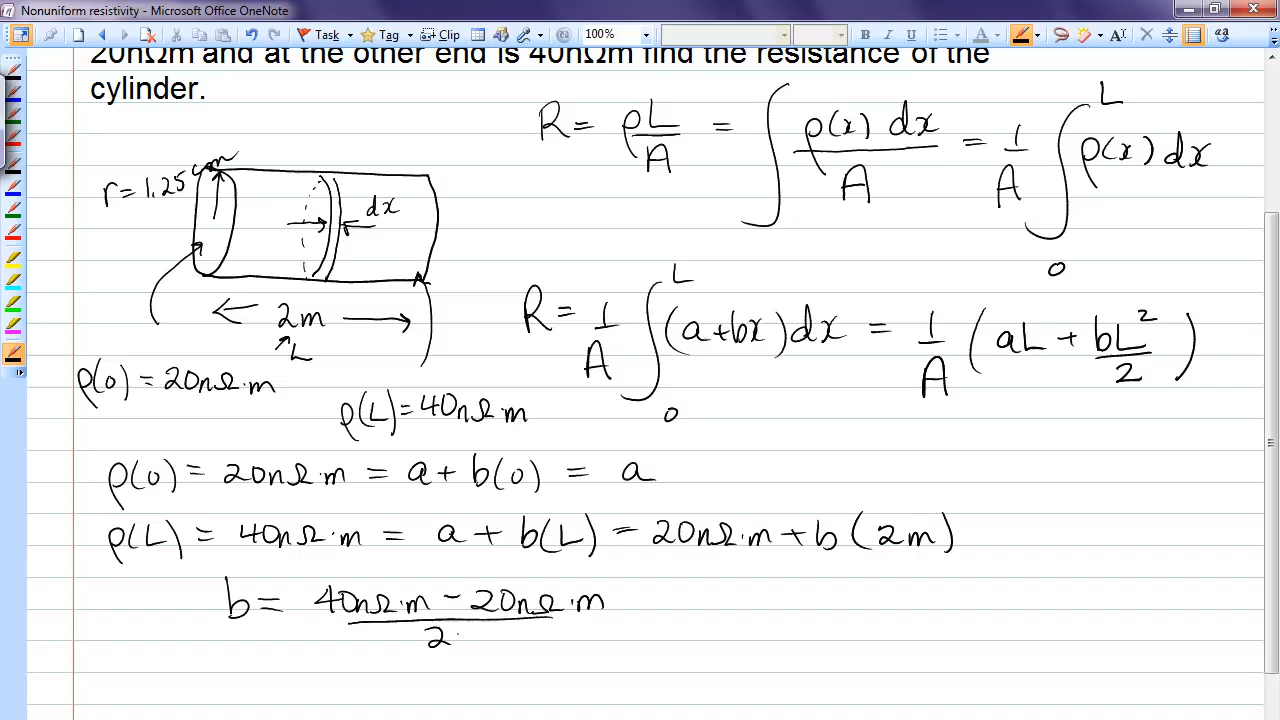 Nonuniform resistivity - Microsoft Office OneNote
Task Tag Clip 100% B I U A
20nΩm and at the other end is 40nΩm find the resistance of the
cylinder.
R = ρL/A = ∫ ρ(x) dx / A = 1/A ∫₀ᴸ ρ(x) dx
r = 1.25 cm
dx
2m
L
R = 1/A ∫₀ᴸ (a+bx) dx = 1/A (aL + bL²/2)
ρ(0) = 20nΩ·m
ρ(L) = 40nΩ·m
ρ(0) = 20nΩ·m = a + b(0) = a
ρ(L) = 40nΩ·m = a + b(L) = 20nΩ·m + b (2m)
b = 40nΩ·m − 20nΩ·m / 2